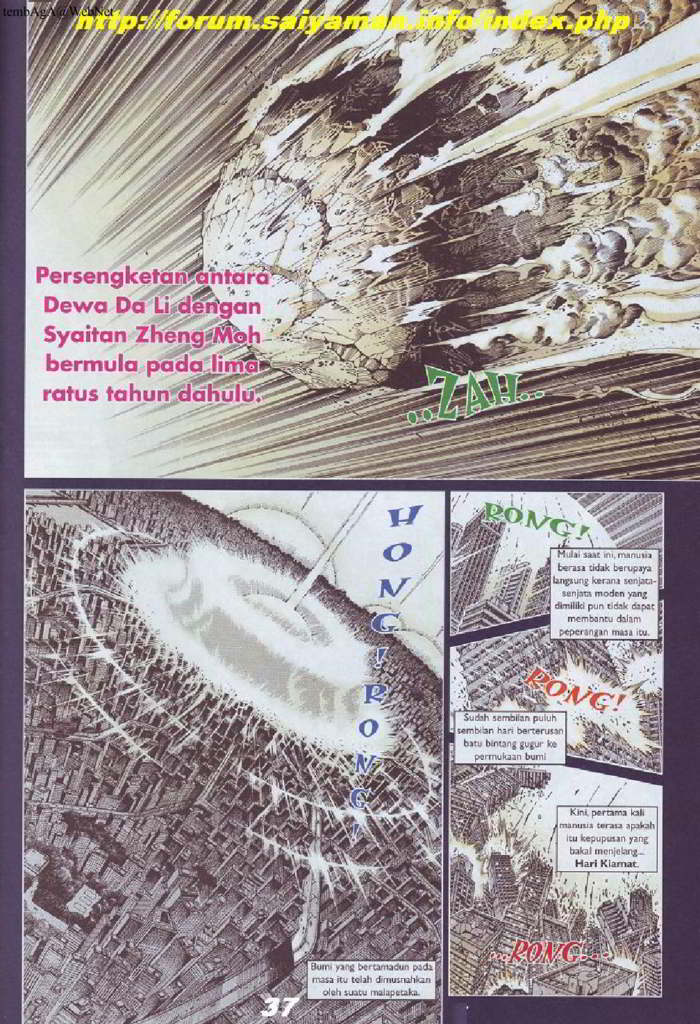 tembAgA@WebNet
http://forum.saiyaman.info/index.php
Persengketan antara
Dewa Da Li dengan
Syaitan Zheng Moh
bermula pada lima
ratus tahun dahulu.
..ZAH...
HONG! RONG!
Bumi yang bertamadun pada
masa itu telah dimusnahkan
oleh suatu malapetaka.
RONG!
Mulai saat ini, manusia
berasa tidak berupaya
langsung kerana senjata-
senjata moden yang
dimiliki pun tidak dapat
membantu dalam
peperangan masa itu.
RONG!
Sudah sembilan puluh
sembilan hari berterusan
batu bintang gugur ke
permukaan bumi
Kini, pertama kali
manusia terasa apakah
itu kepupusan yang
bakal menjelang...
Hari Kiamat.
...RONG...
37